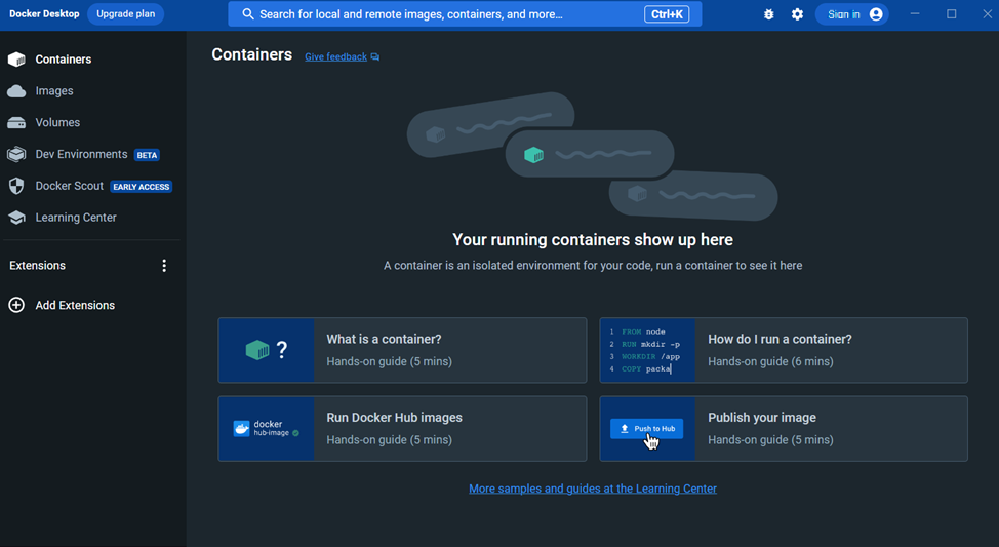 Docker Desktop
Upgrade plan
Search for local and remote images, containers, and more...
Ctrl+K
Sign in
Containers
Images
Volumes
Dev Environments BETA
Docker Scout EARLY ACCESS
Learning Center
Extensions
Add Extensions
Containers
Give feedback
Your running containers show up here
A container is an isolated environment for your code, run a container to see it here
?
What is a container?
Hands-on guide (5 mins)
1 FROM node
2 RUN mkdir -p
3 WORKDIR /app
4 COPY packa
How do I run a container?
Hands-on guide (6 mins)
docker
hub-image
Run Docker Hub images
Hands-on guide (5 mins)
Push to Hub
Publish your image
Hands-on guide (5 mins)
More samples and guides at the Learning Center